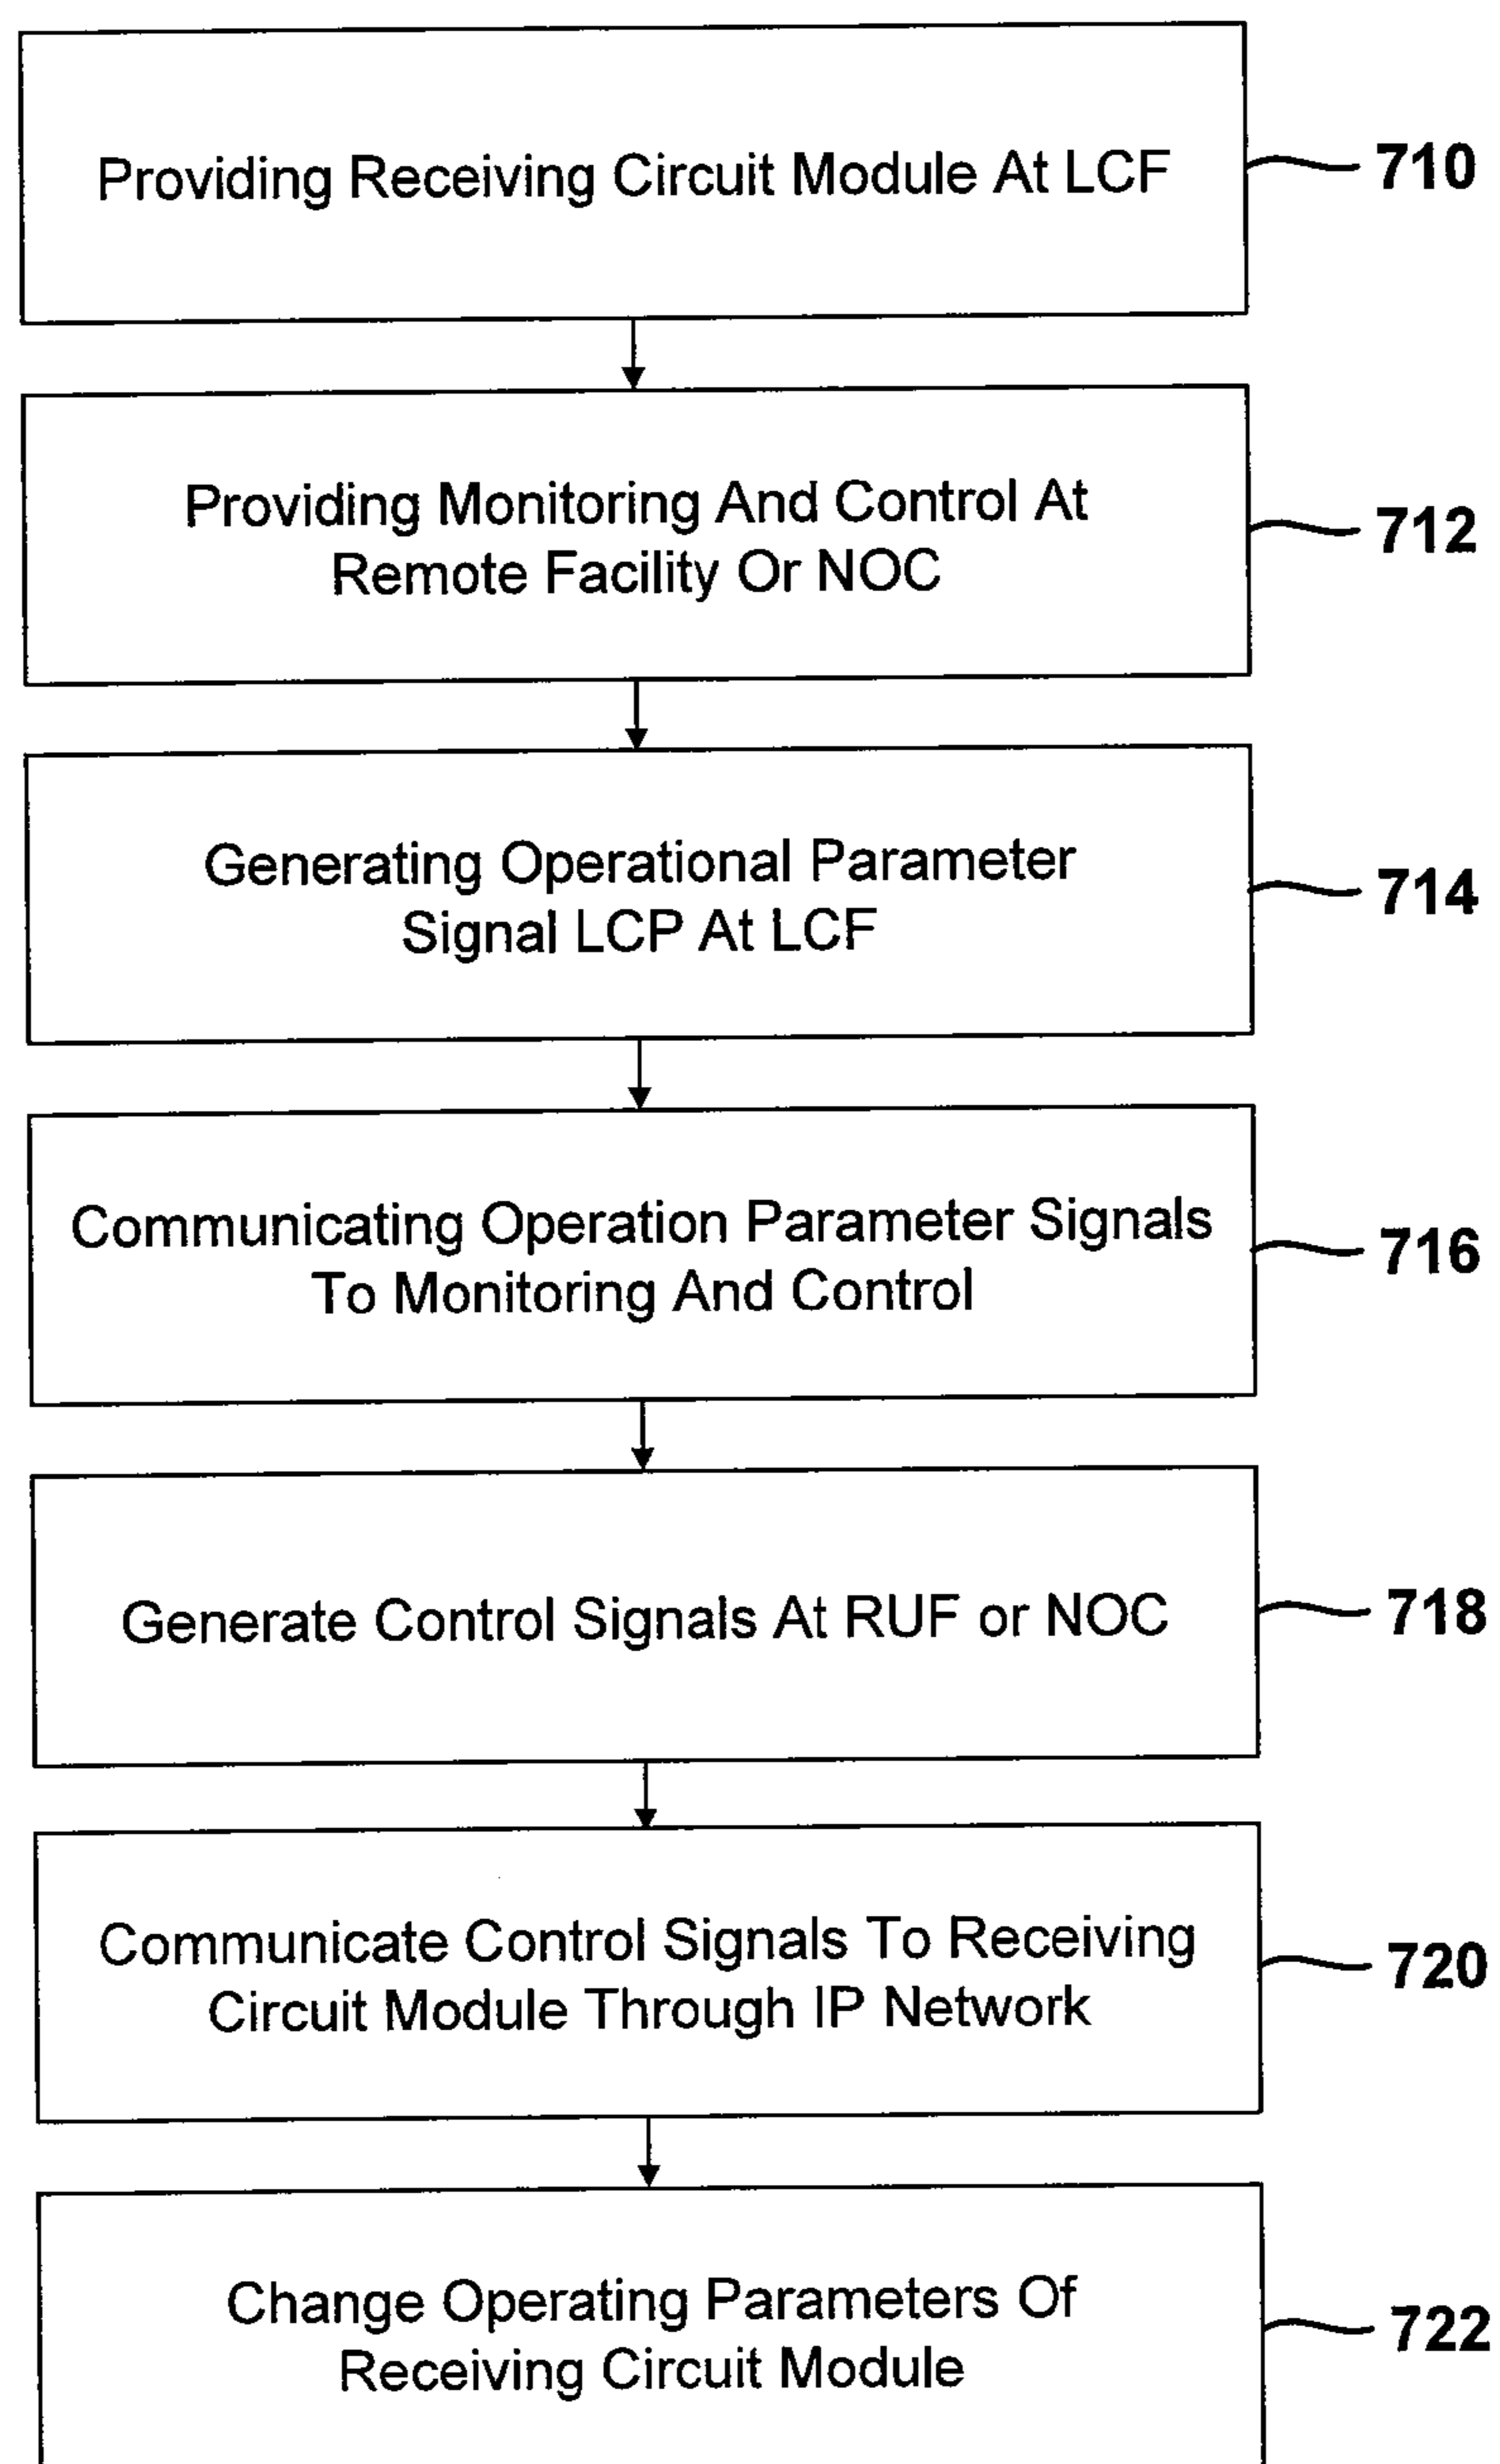 Providing Receiving Circuit Module At LCF
710
Providing Monitoring And Control At
Remote Facility Or NOC
712
Generating Operational Parameter
Signal LCP At LCF
714
Communicating Operation Parameter Signals
To Monitoring And Control
716
Generate Control Signals At RUF or NOC
718
Communicate Control Signals To Receiving
Circuit Module Through IP Network
720
Change Operating Parameters Of
Receiving Circuit Module
722